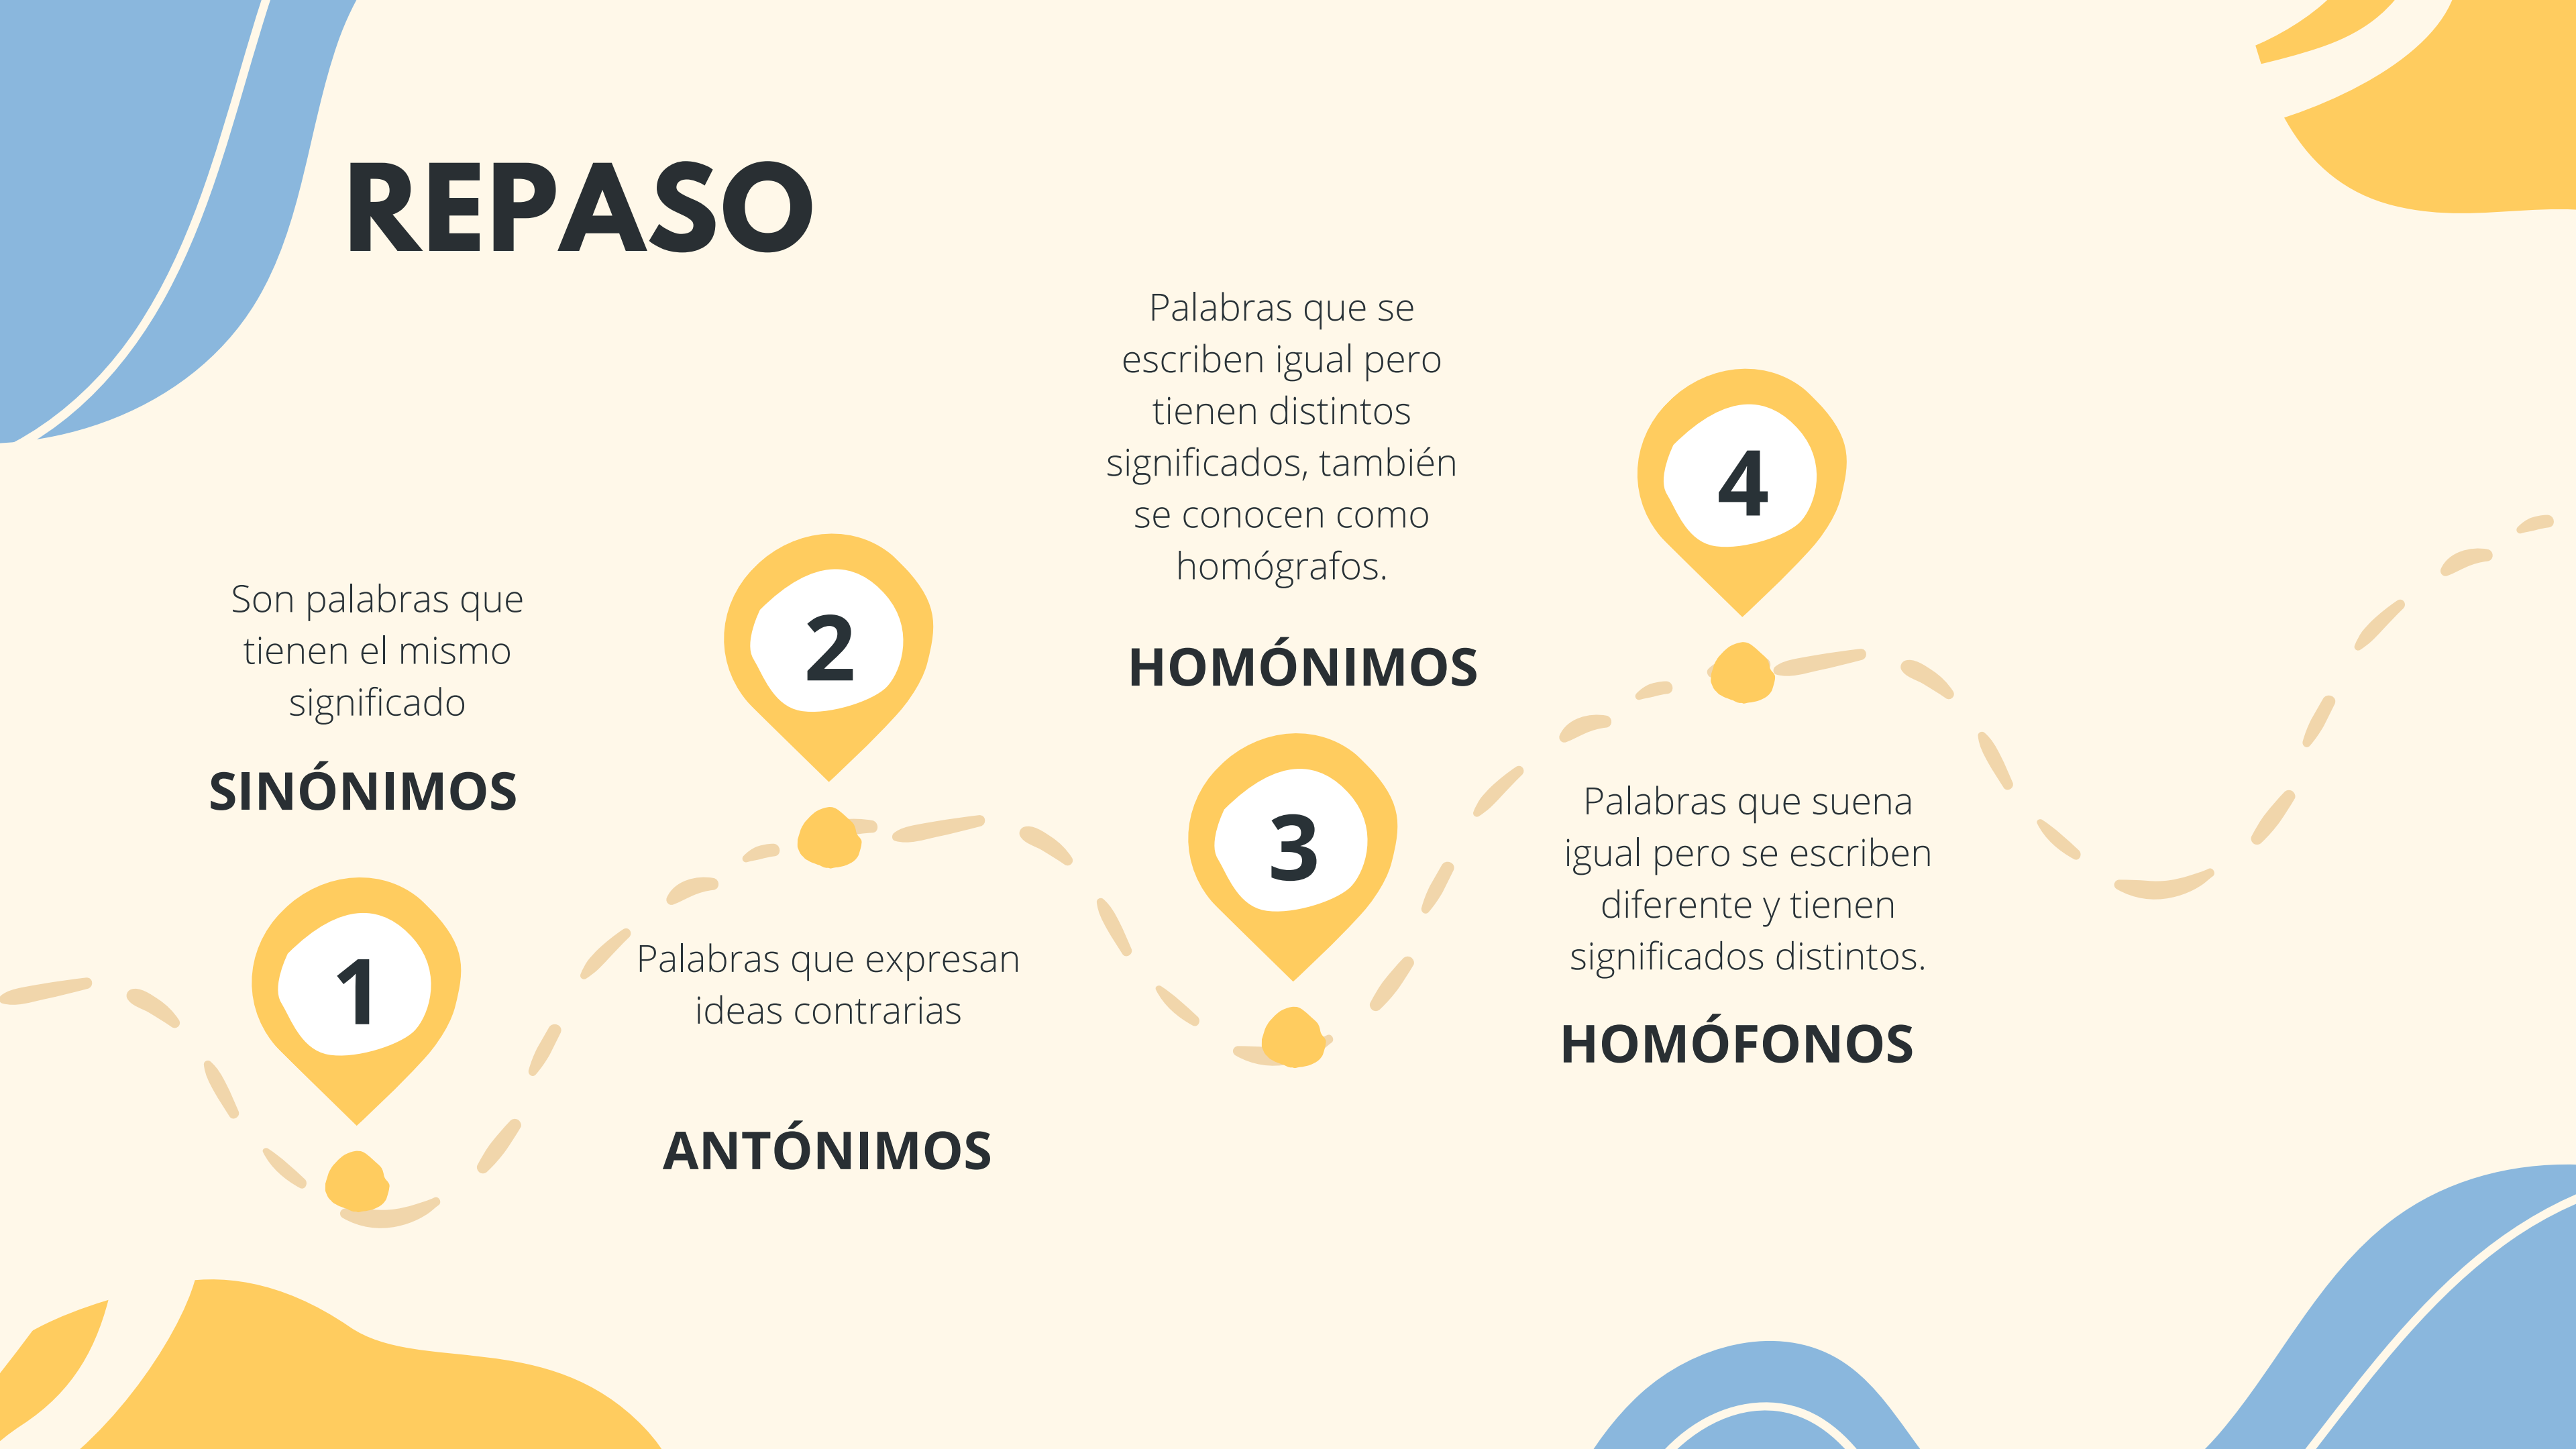 REPASO
Son palabras que
tienen el mismo
significado
SINÓNIMOS
1
2
Palabras que expresan
ideas contrarias
ANTÓNIMOS
Palabras que se
escriben igual pero
tienen distintos
significados, también
se conocen como
homógrafos.
HOMÓNIMOS
3
4
Palabras que suena
igual pero se escriben
diferente y tienen
significados distintos.
HOMÓFONOS